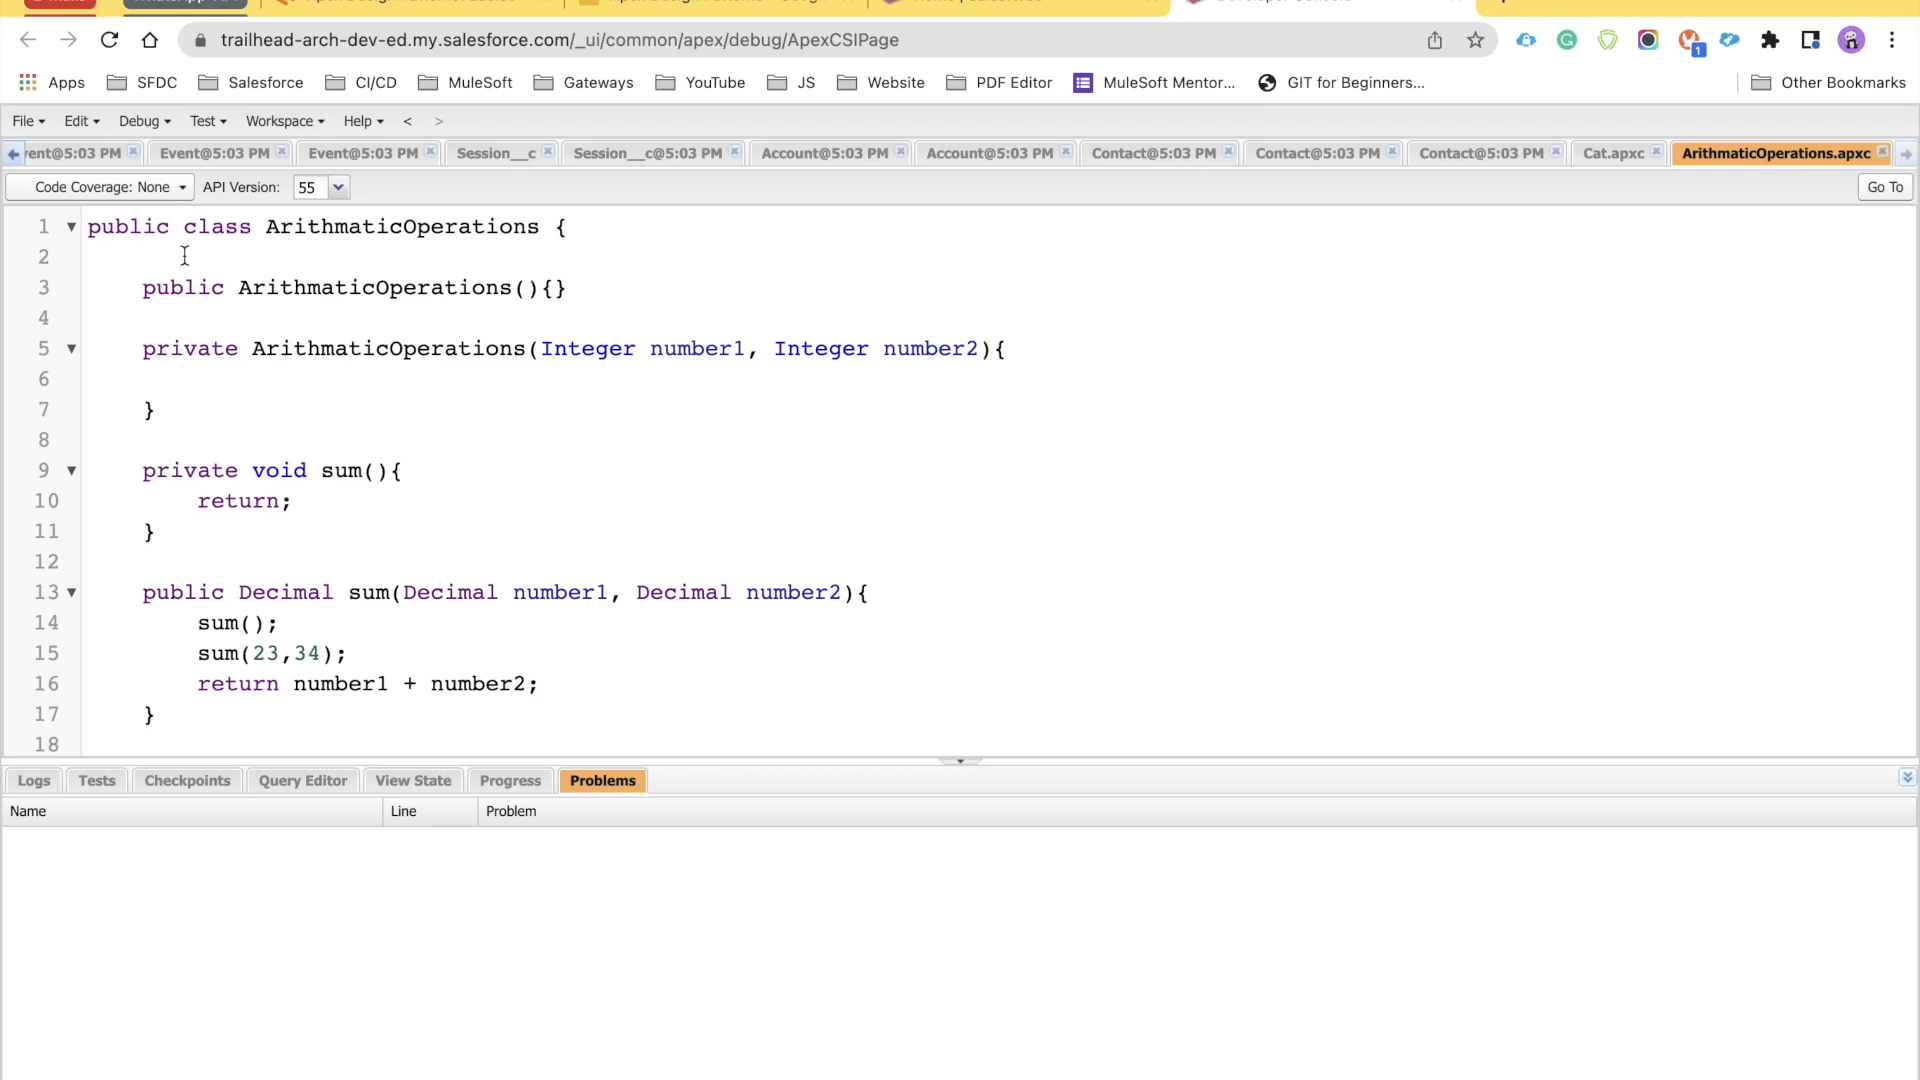 trailhead-arch-dev-ed.my.salesforce.com/_ui/common/apex/debug/ApexCSIPage
1
Apps SFDC Salesforce CI/CD MuleSoft Gateways YouTube JS Website PDF Editor MuleSoft Mentor... GIT for Beginners... Other Bookmarks
File Edit Debug Test Workspace Help < >
ent@5:03 PM Event@5:03 PM Event@5:03 PM Session__c Session__c@5:03 PM Account@5:03 PM Account@5:03 PM Contact@5:03 PM Contact@5:03 PM Contact@5:03 PM Cat.apxc ArithmaticOperations.apxc
Code Coverage: None API Version: 55 Go To
1 public class ArithmaticOperations {
2
3 public ArithmaticOperations(){}
4
5 private ArithmaticOperations(Integer number1, Integer number2){
6
7 }
8
9 private void sum(){
10 return;
11 }
12
13 public Decimal sum(Decimal number1, Decimal number2){
14 sum();
15 sum(23,34);
16 return number1 + number2;
17 }
18
Logs Tests Checkpoints Query Editor View State Progress Problems
Name Line Problem